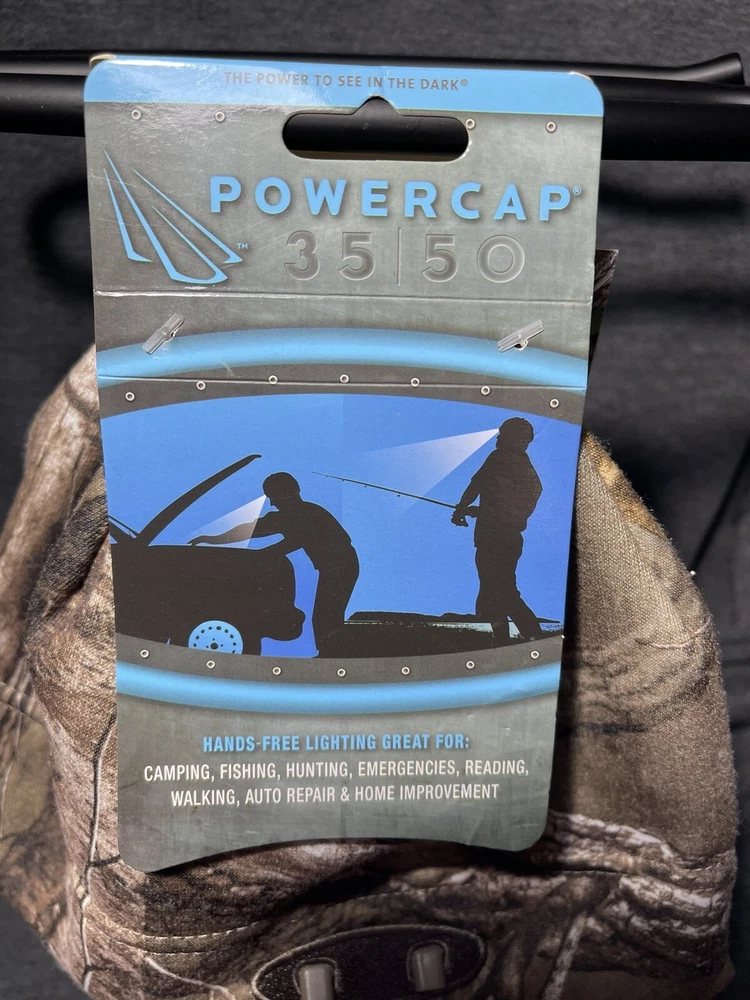 THE POWER TO SEE IN THE DARK®
POWERCAP®
35|50
™
HANDS-FREE LIGHTING GREAT FOR:
CAMPING, FISHING, HUNTING, EMERGENCIES, READING,
WALKING, AUTO REPAIR & HOME IMPROVEMENT